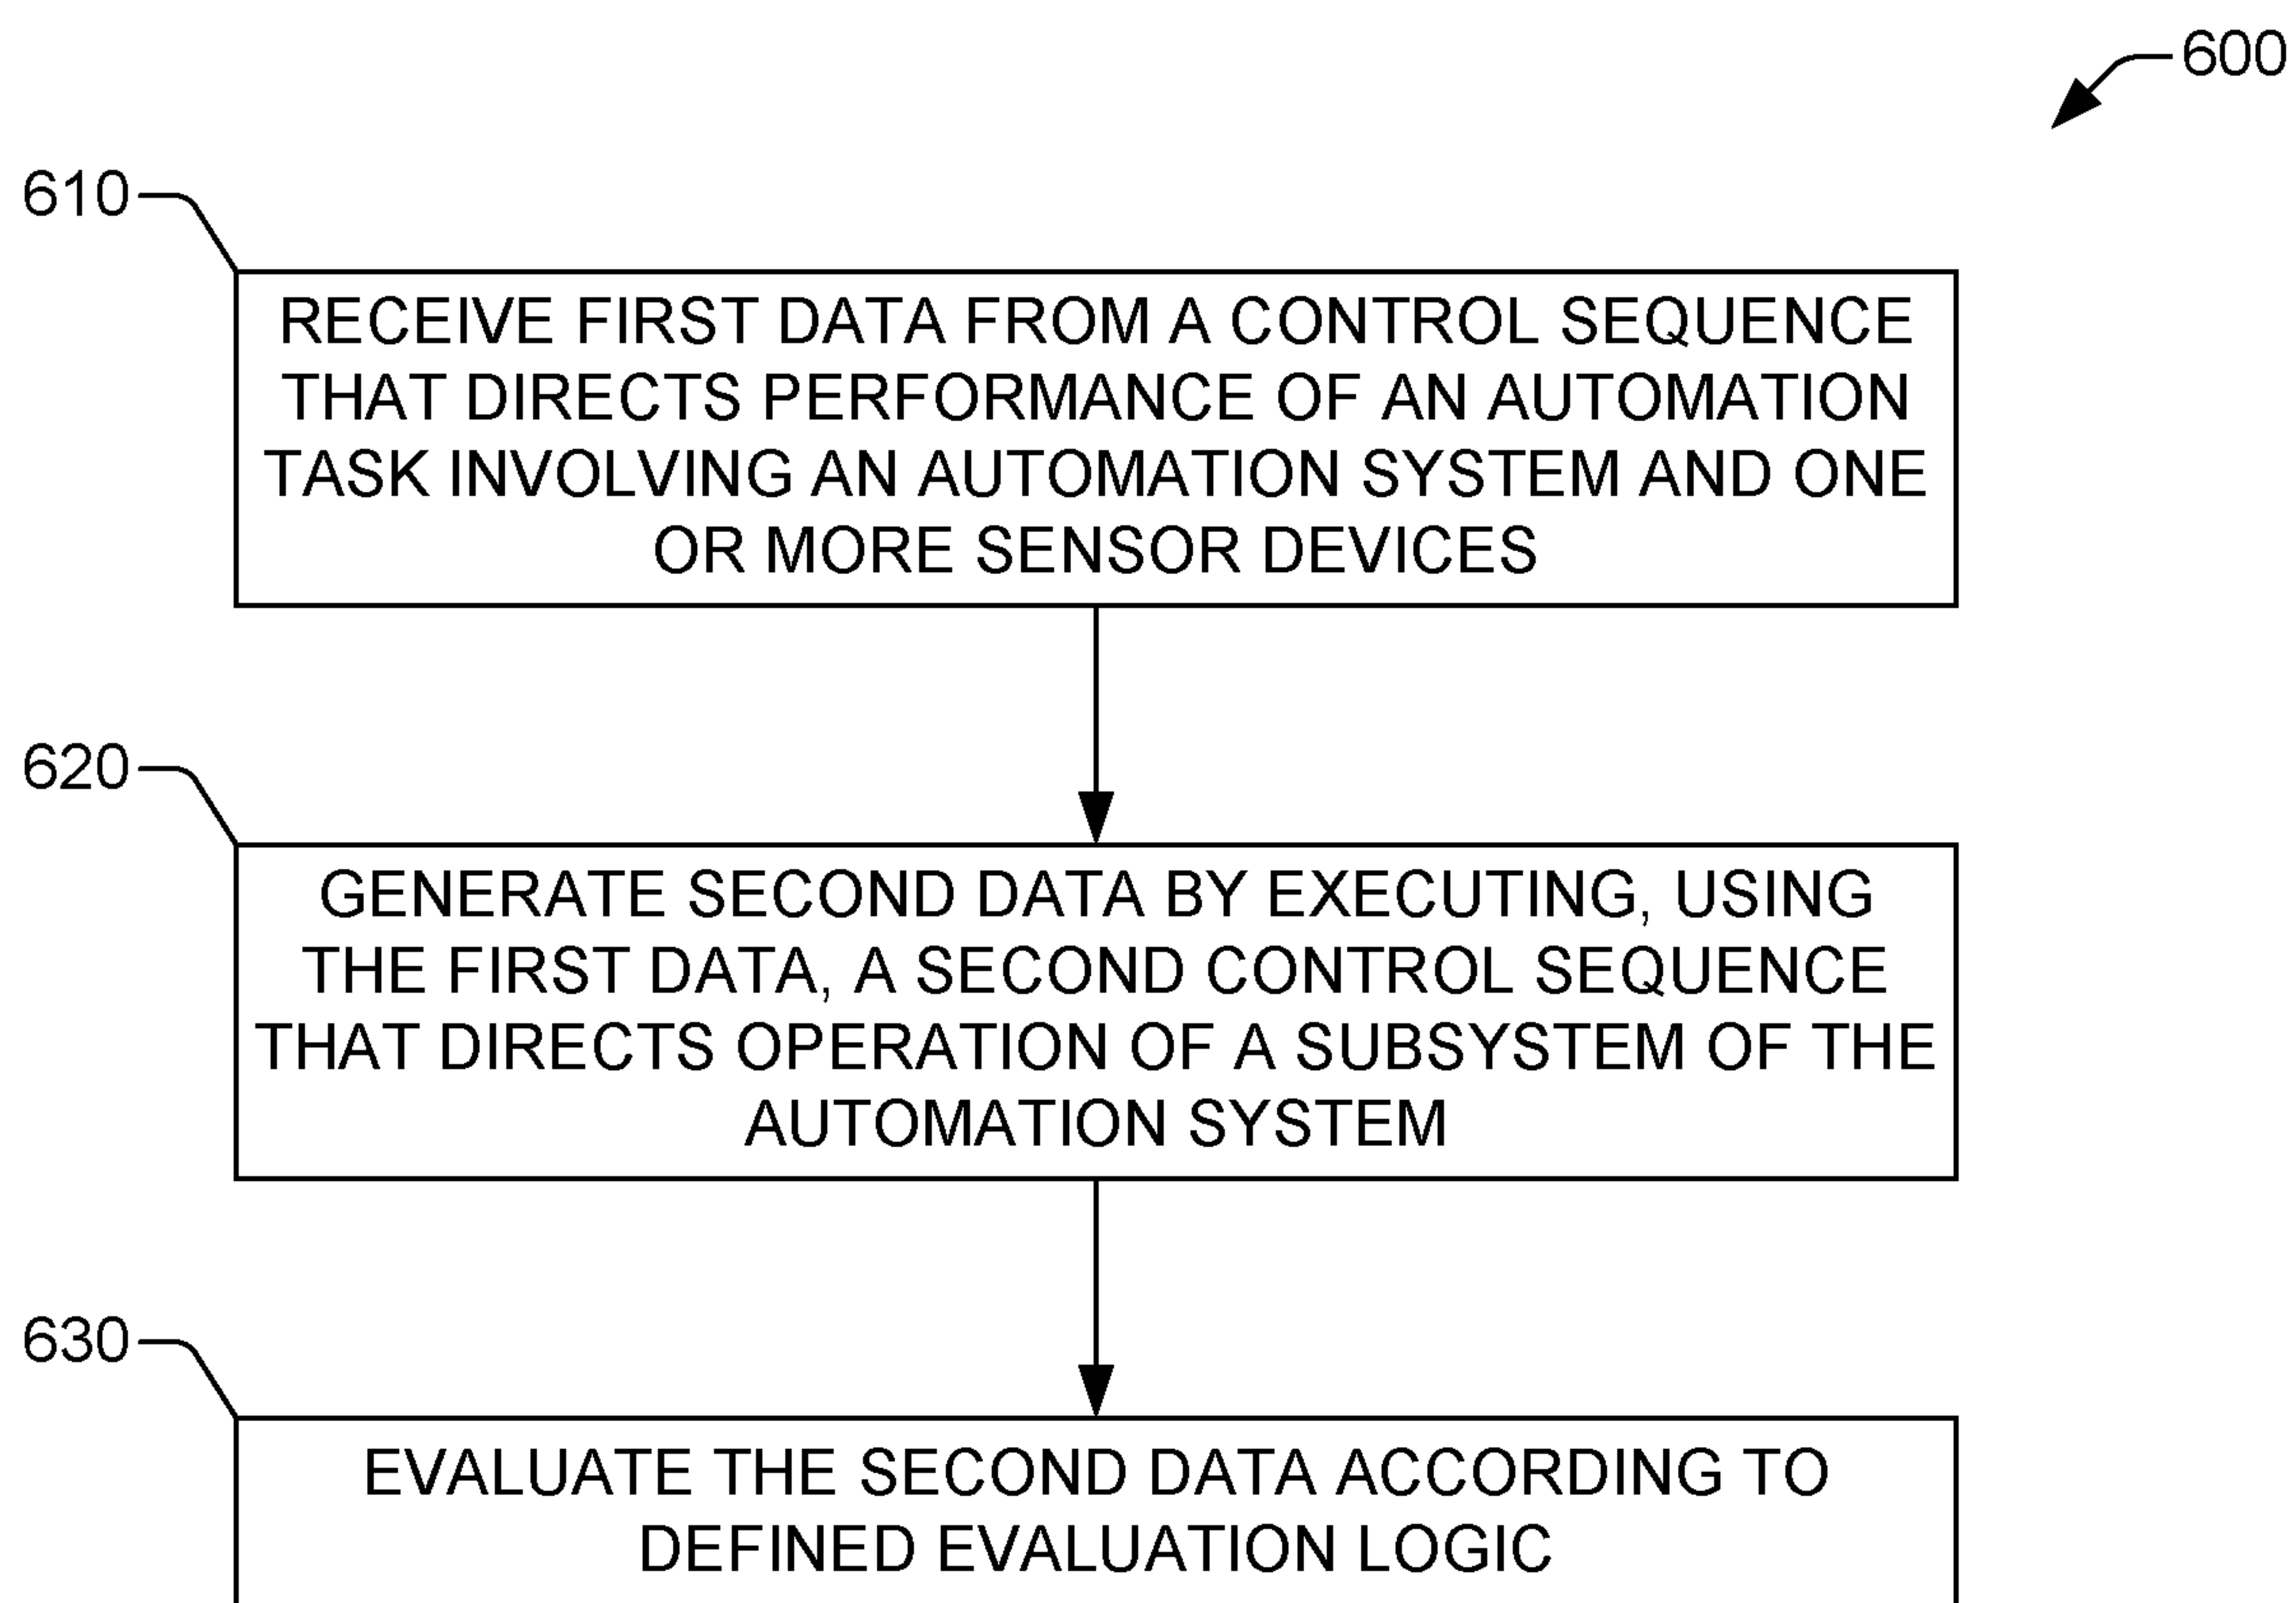 600
610
RECEIVE FIRST DATA FROM A CONTROL SEQUENCE
THAT DIRECTS PERFORMANCE OF AN AUTOMATION
TASK INVOLVING AN AUTOMATION SYSTEM AND ONE
OR MORE SENSOR DEVICES
620
GENERATE SECOND DATA BY EXECUTING, USING
THE FIRST DATA, A SECOND CONTROL SEQUENCE
THAT DIRECTS OPERATION OF A SUBSYSTEM OF THE
AUTOMATION SYSTEM
630
EVALUATE THE SECOND DATA ACCORDING TO
DEFINED EVALUATION LOGIC